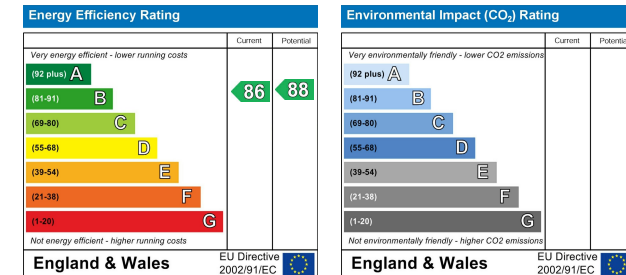 Energy Efficiency Rating
Current Potential
Very energy efficient - lower running costs
(92 plus) A
(81-91) B
(69-80) C
(55-68) D
(39-54) E
(21-38) F
(1-20) G
86 88
Not energy efficient - higher running costs
England & Wales
EU Directive
2002/91/EC
Environmental Impact (CO₂) Rating
Current Potential
Very environmentally friendly - lower CO2 emissions
(92 plus) A
(81-91) B
(69-80) C
(55-68) D
(39-54) E
(21-38) F
(1-20) G
Not environmentally friendly - higher CO2 emissions
England & Wales
EU Directive
2002/91/EC